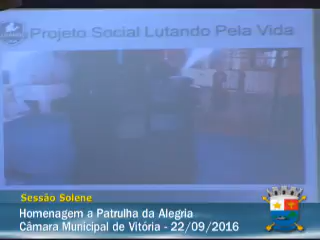 Projeto Social Lutando Pela Vida
Sessão Solene
Homenagem a Patrulha da Alegria
Câmara Municipal de Vitória - 22/09/2016